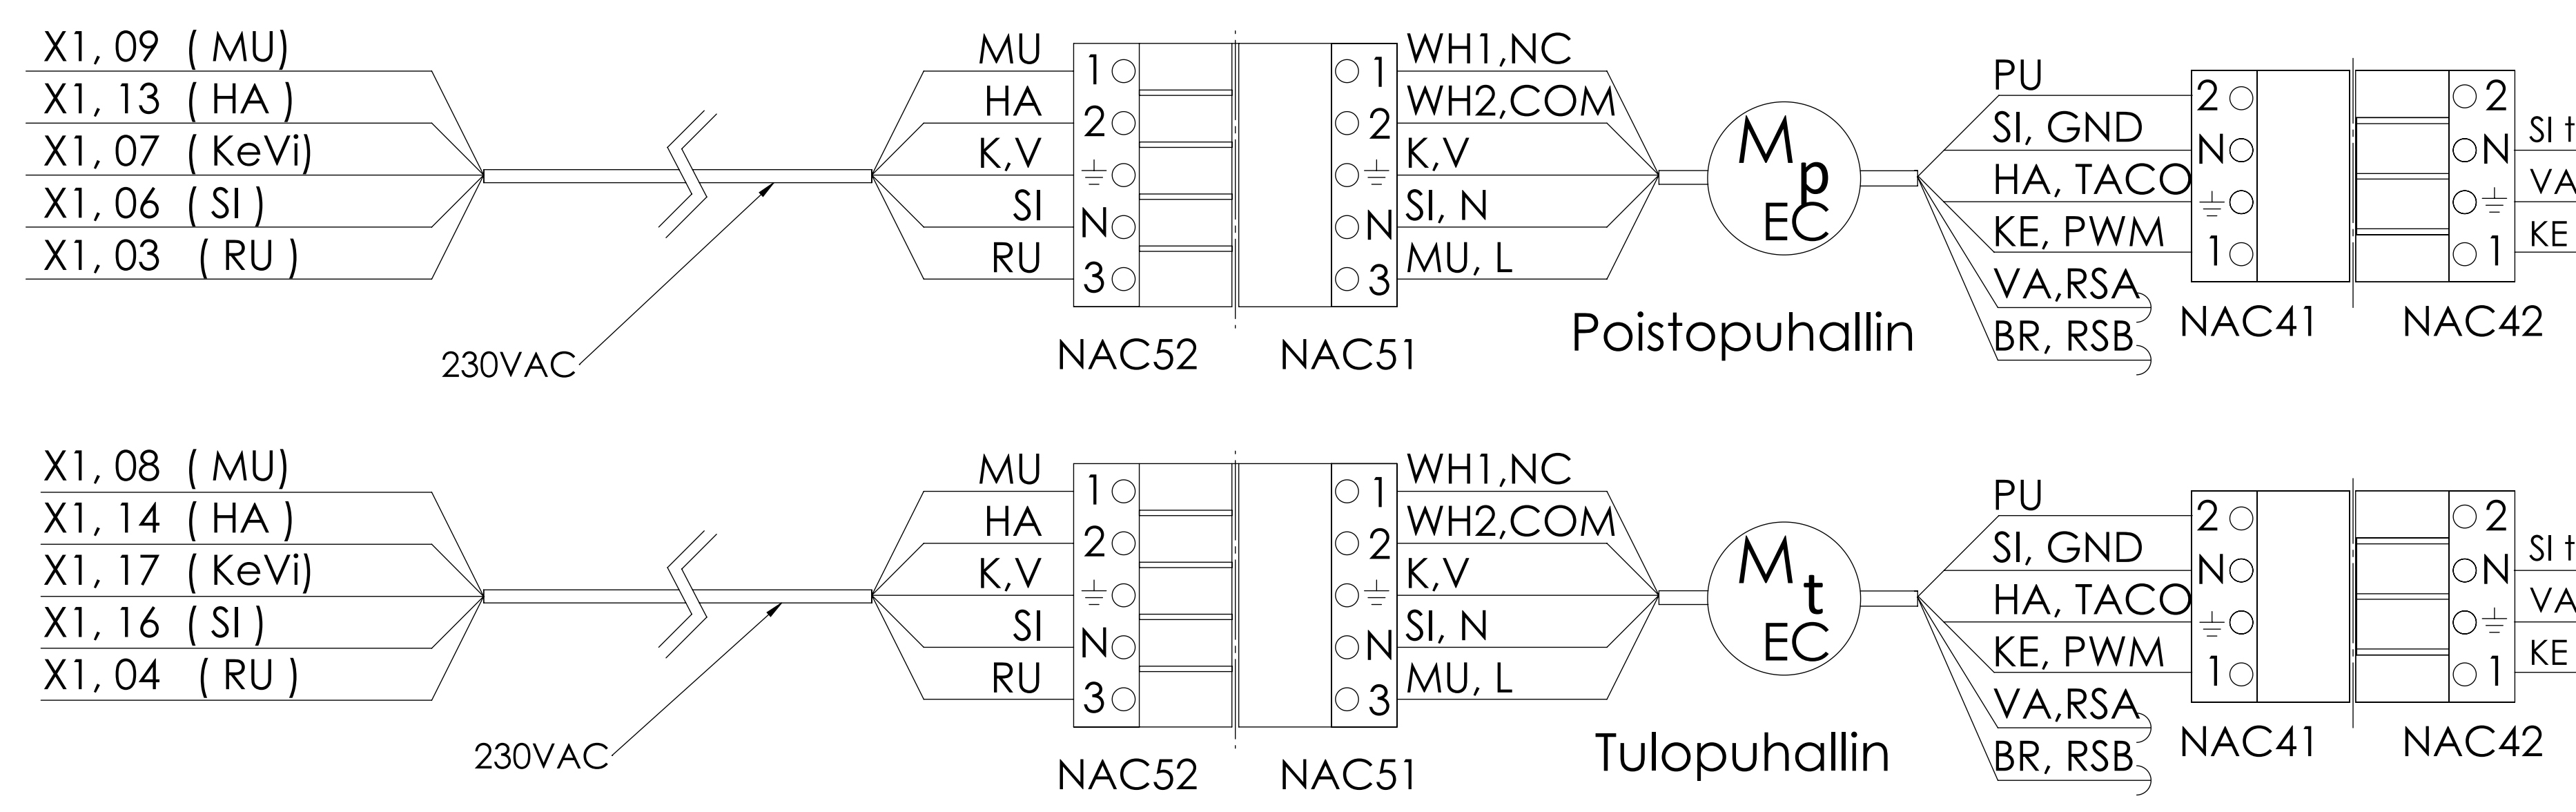 X1, 09 ( MU)
X1, 13 ( HA )
X1, 07 ( KeVi)
X1, 06 ( SI )
X1, 03 ( RU )
230VAC
MU
HA
K,V
SI
RU
1
2
N
3
NAC52
1
2
N
3
NAC51
WH1,NC
WH2,COM
K,V
SI, N
MU, L
Mp
EC
Poistopuhallin
PU
SI, GND
HA, TACO
KE, PWM
VA,RSA
BR, RSB
2
N
1
NAC41
2
N
1
NAC42
SI t
VA
KE
X1, 08 ( MU)
X1, 14 ( HA )
X1, 17 ( KeVi)
X1, 16 ( SI )
X1, 04 ( RU )
230VAC
MU
HA
K,V
SI
RU
1
2
N
3
NAC52
1
2
N
3
NAC51
WH1,NC
WH2,COM
K,V
SI, N
MU, L
Mt
EC
Tulopuhallin
PU
SI, GND
HA, TACO
KE, PWM
VA,RSA
BR, RSB
2
N
1
NAC41
2
N
1
NAC42
SI t
VA
KE